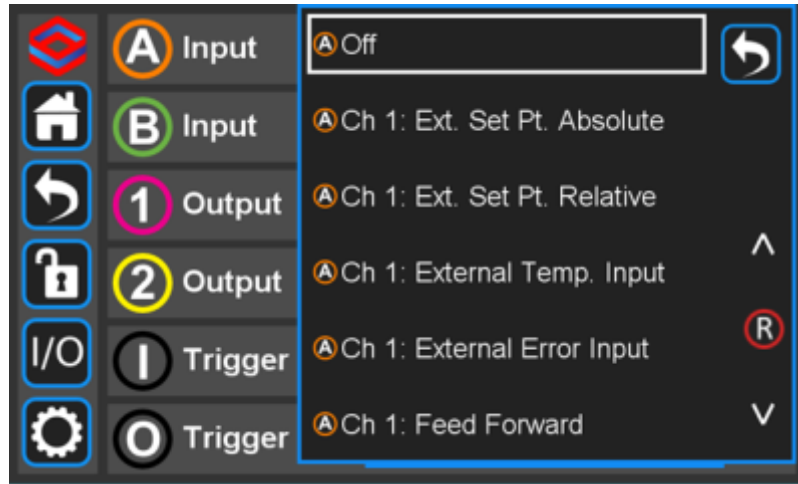 A Input
B Input
1 Output
2 Output
I Trigger
O Trigger
I/O
A Off
A Ch 1: Ext. Set Pt. Absolute
A Ch 1: Ext. Set Pt. Relative
A Ch 1: External Temp. Input
A Ch 1: External Error Input
A Ch 1: Feed Forward
R